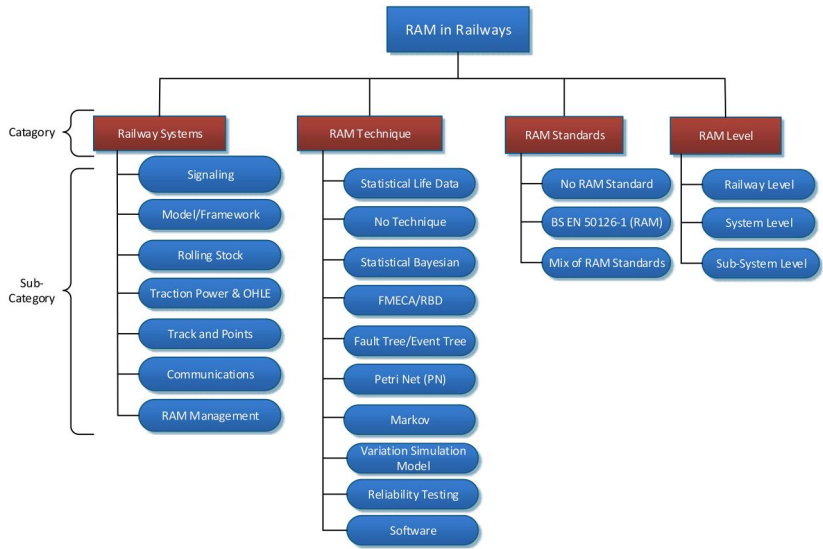 RAM in Railways
Catagory
Railway Systems
RAM Technique
RAM Standards
RAM Level
Sub-
Category
Signaling
Model/Framework
Rolling Stock
Traction Power & OHLE
Track and Points
Communications
RAM Management
Statistical Life Data
No Technique
Statistical Bayesian
FMECA/RBD
Fault Tree/Event Tree
Petri Net (PN)
Markov
Variation Simulation
Model
Reliability Testing
Software
No RAM Standard
BS EN 50126-1 (RAM)
Mix of RAM Standards
Railway Level
System Level
Sub-System Level